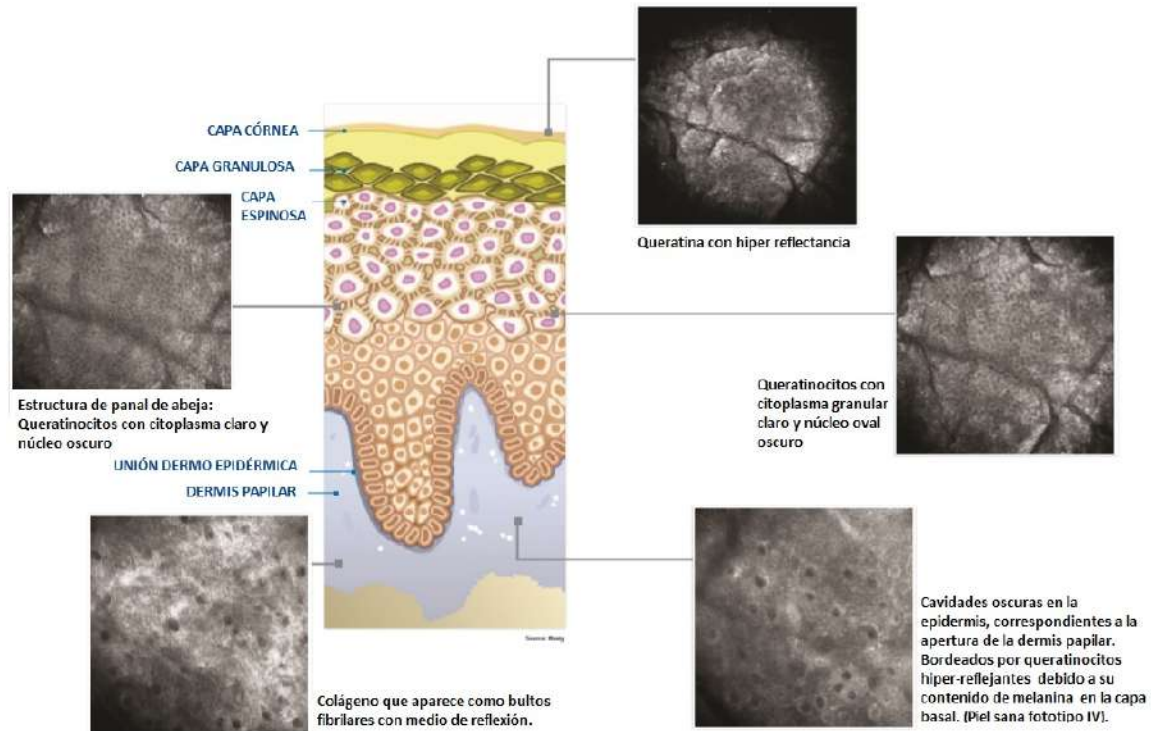 CAPA CÓRNEA
CAPA GRANULOSA
CAPA
ESPINOSA
Queratina con hiper reflectancia
Estructura de panal de abeja:
Queratinocitos con citoplasma claro y
núcleo oscuro
Queratinocitos con
citoplasma granular
claro y núcleo oval
oscuro
UNIÓN DERMO EPIDÉRMICA
DERMIS PAPILAR
Colágeno que aparece como bultos
fibrilares con medio de reflexión.
Cavidades oscuras en la
epidermis, correspondientes a la
apertura de la dermis papilar.
Bordeados por queratinocitos
hiper-reflejantes debido a su
contenido de melanina en la capa
basal. (Piel sana fototipo IV).